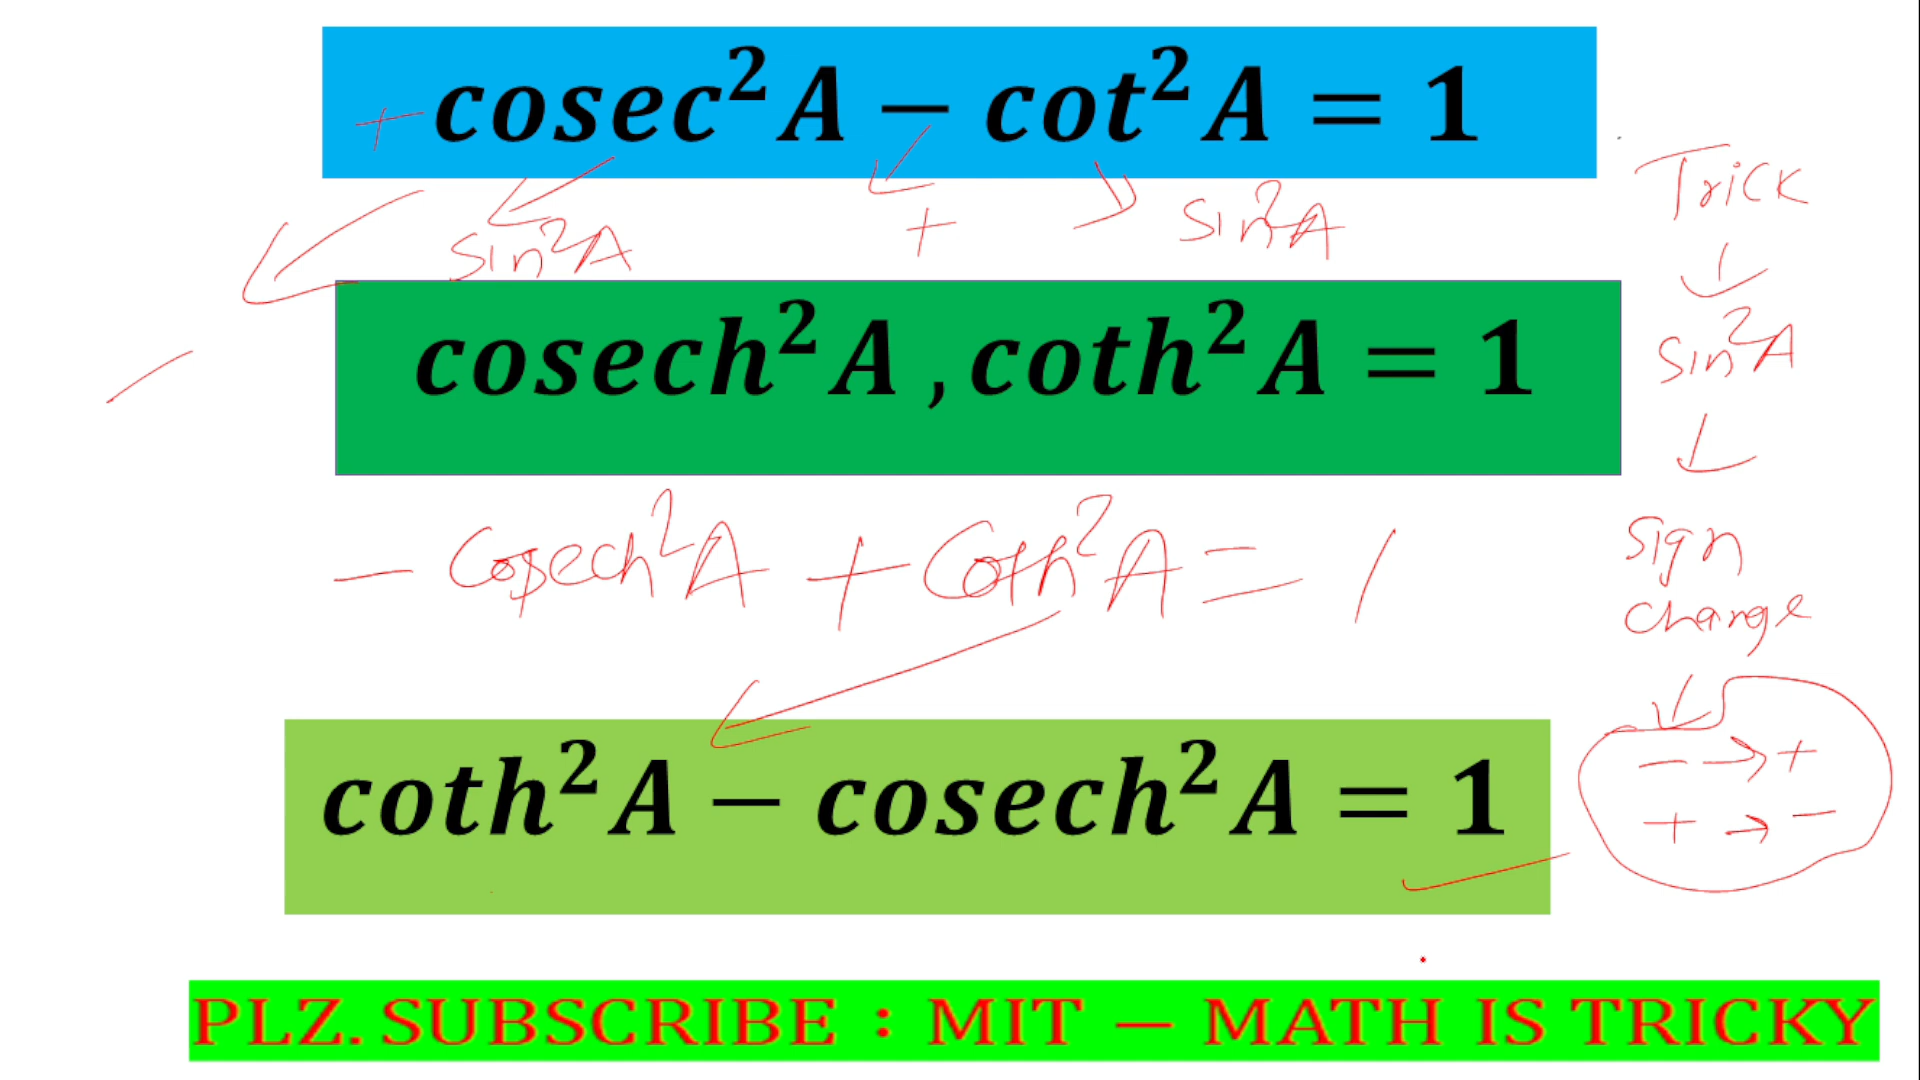 cosec²A − cot²A = 1
+
sin²A
+
sin²A
−
cosech²A , coth²A = 1
− Cosech²A + Coth²A = 1
coth²A − cosech²A = 1
Trick
↓
sin²A
↓
sign
change
↓
− → +
+ → −
PLZ. SUBSCRIBE : MIT − MATH IS TRICKY